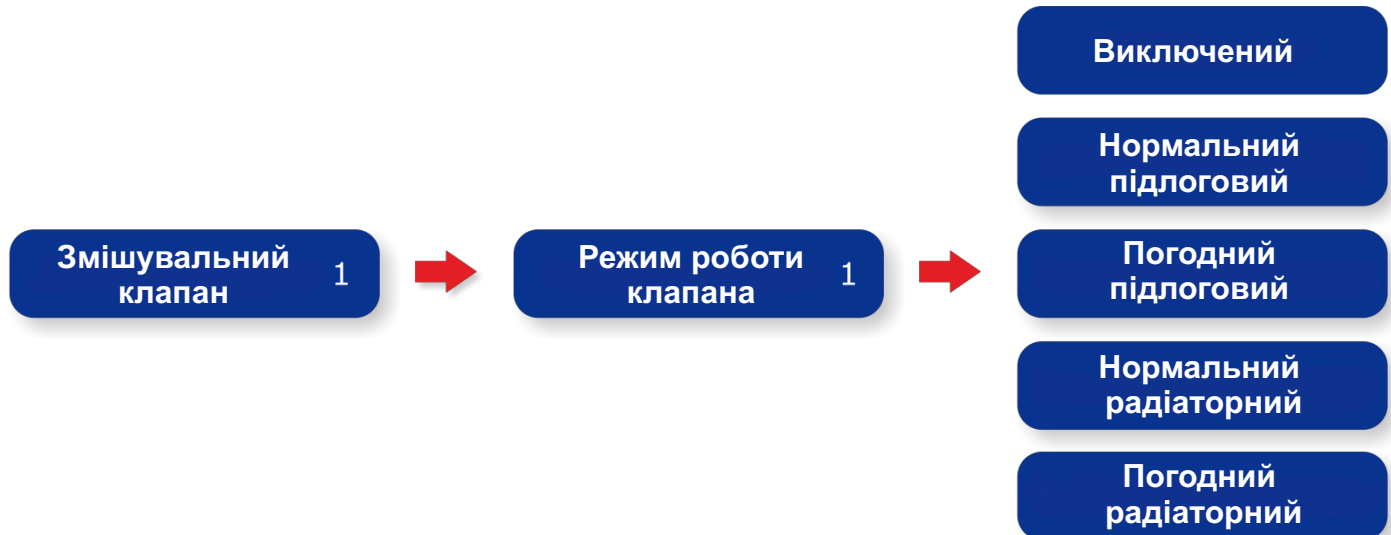 Змішувальний
клапан 1
Режим роботи
клапана 1
Виключений
Нормальний
підлоговий
Погодний
підлоговий
Нормальний
радіаторний
Погодний
радіаторний